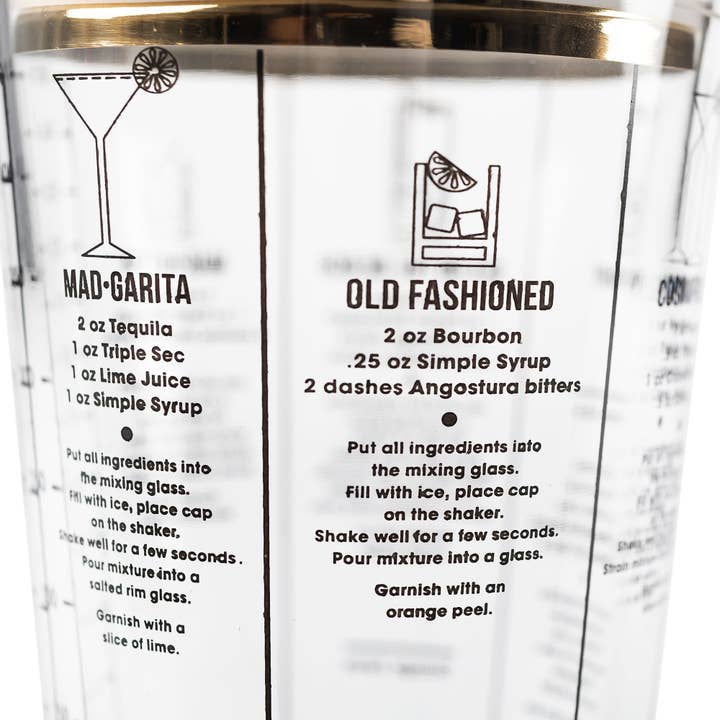 MAD•GARITA
2 oz Tequila
1 oz Triple Sec
1 oz Lime Juice
1 oz Simple Syrup
Put all ingredients into
the mixing glass.
Fill with ice, place cap
on the shaker.
Shake well for a few seconds.
Pour mixture into a
salted rim glass.
Garnish with a
slice of lime.
OLD FASHIONED
2 oz Bourbon
.25 oz Simple Syrup
2 dashes Angostura bitters
Put all ingredients into
the mixing glass.
Fill with ice, place cap
on the shaker.
Shake well for a few seconds.
Pour mixture into a glass.
Garnish with an
orange peel.